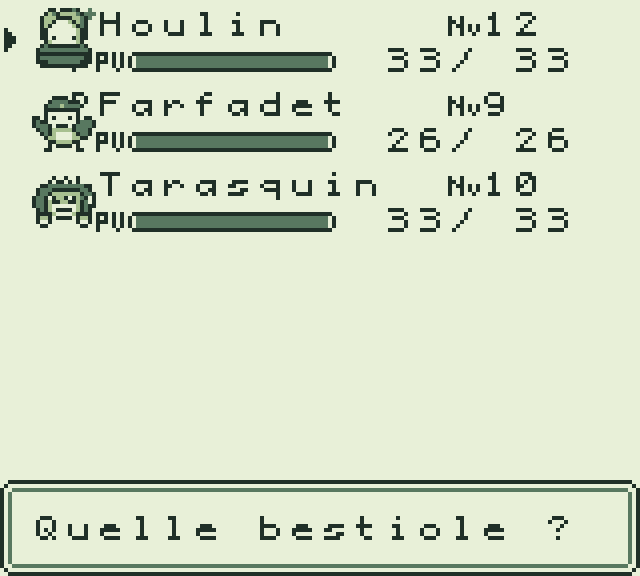 Houlin Nv12
PV 33/ 33
Farfadet Nv9
PV 26/ 26
Tarasquin Nv10
PV 33/ 33
Quelle bestiole ?